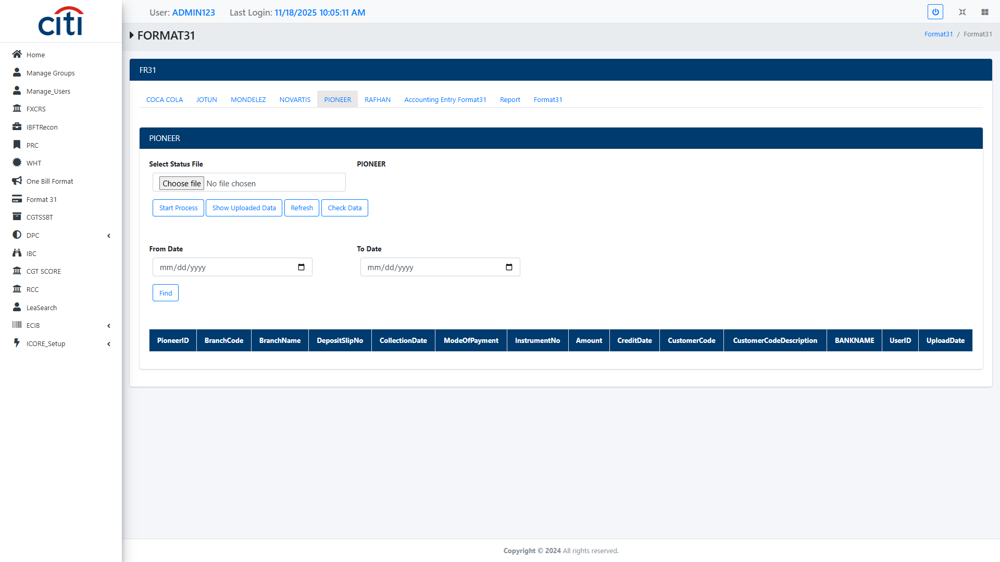 citi
User: ADMIN123 Last Login: 11/18/2025 10:05:11 AM
FORMAT31
Format31 / Format31
Home
Manage Groups
Manage_Users
FXCRS
IBFTRecon
PRC
WHT
One Bill Format
Format 31
CGTSSBT
DPC
IBC
CGT SCORE
RCC
LeaSearch
ECIB
ICORE_Setup
FR31
COCA COLA JOTUN MONDELEZ NOVARTIS PIONEER RAFHAN Accounting Entry Format31 Report Format31
PIONEER
Select Status File PIONEER
Choose file No file chosen
Start Process Show Uploaded Data Refresh Check Data
From Date To Date
mm/dd/yyyy mm/dd/yyyy
Find
PioneerID BranchCode BranchName DepositSlipNo CollectionDate ModeOfPayment InstrumentNo Amount CreditDate CustomerCode CustomerCodeDescription BANKNAME UserID UploadDate
Copyright © 2024 All rights reserved.